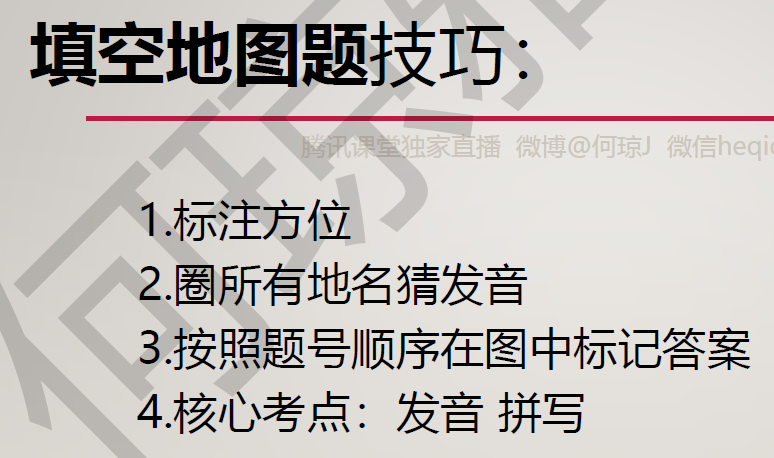 填空地图题技巧：
腾讯课堂独家直播 微博@何琼J 微信heqio
1.标注方位
2.圈所有地名猜发音
3.按照题号顺序在图中标记答案
4.核心考点：发音 拼写
何琼雅